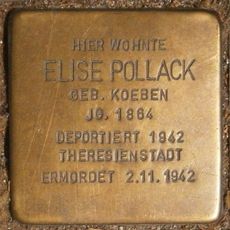 HIER WOHNTE
ELISE POLLACK
GEB. KOEBEN
JG. 1864
DEPORTIERT 1942
THERESIENSTADT
ERMORDET 2.11.1942